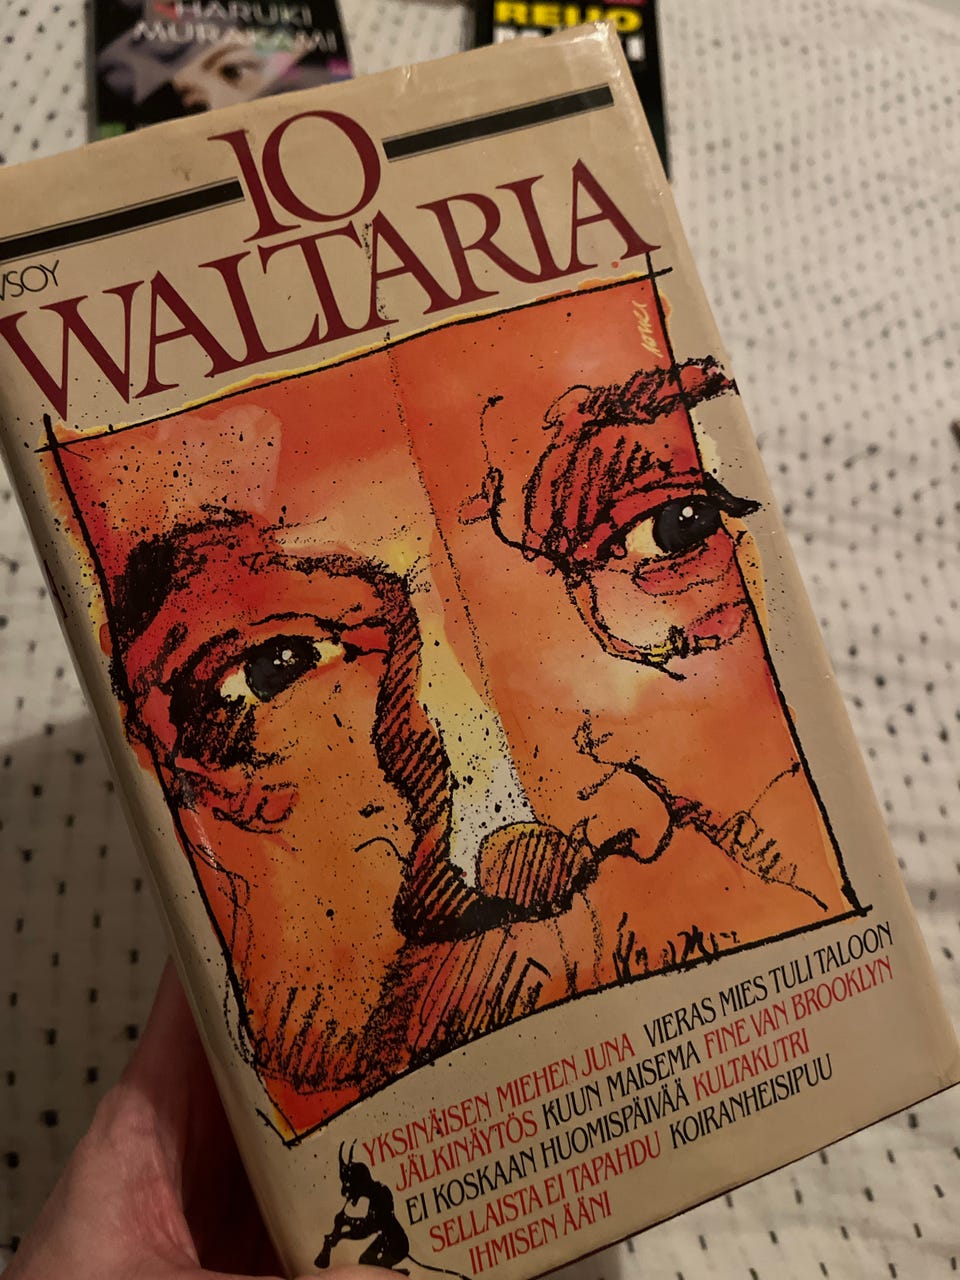 HARUKI
MURAKAMI
REIJO
10
WSOY
WALTARIA
YKSINÄISEN MIEHEN JUNA VIERAS MIES TULI TALOON
JÄLKINÄYTÖS KUUN MAISEMA FINE VAN BROOKLYN
EI KOSKAAN HUOMISPÄIVÄÄ KULTAKUTRI
SELLAISTA EI TAPAHDU KOIRANHEISIPUU
IHMISEN ÄÄNI